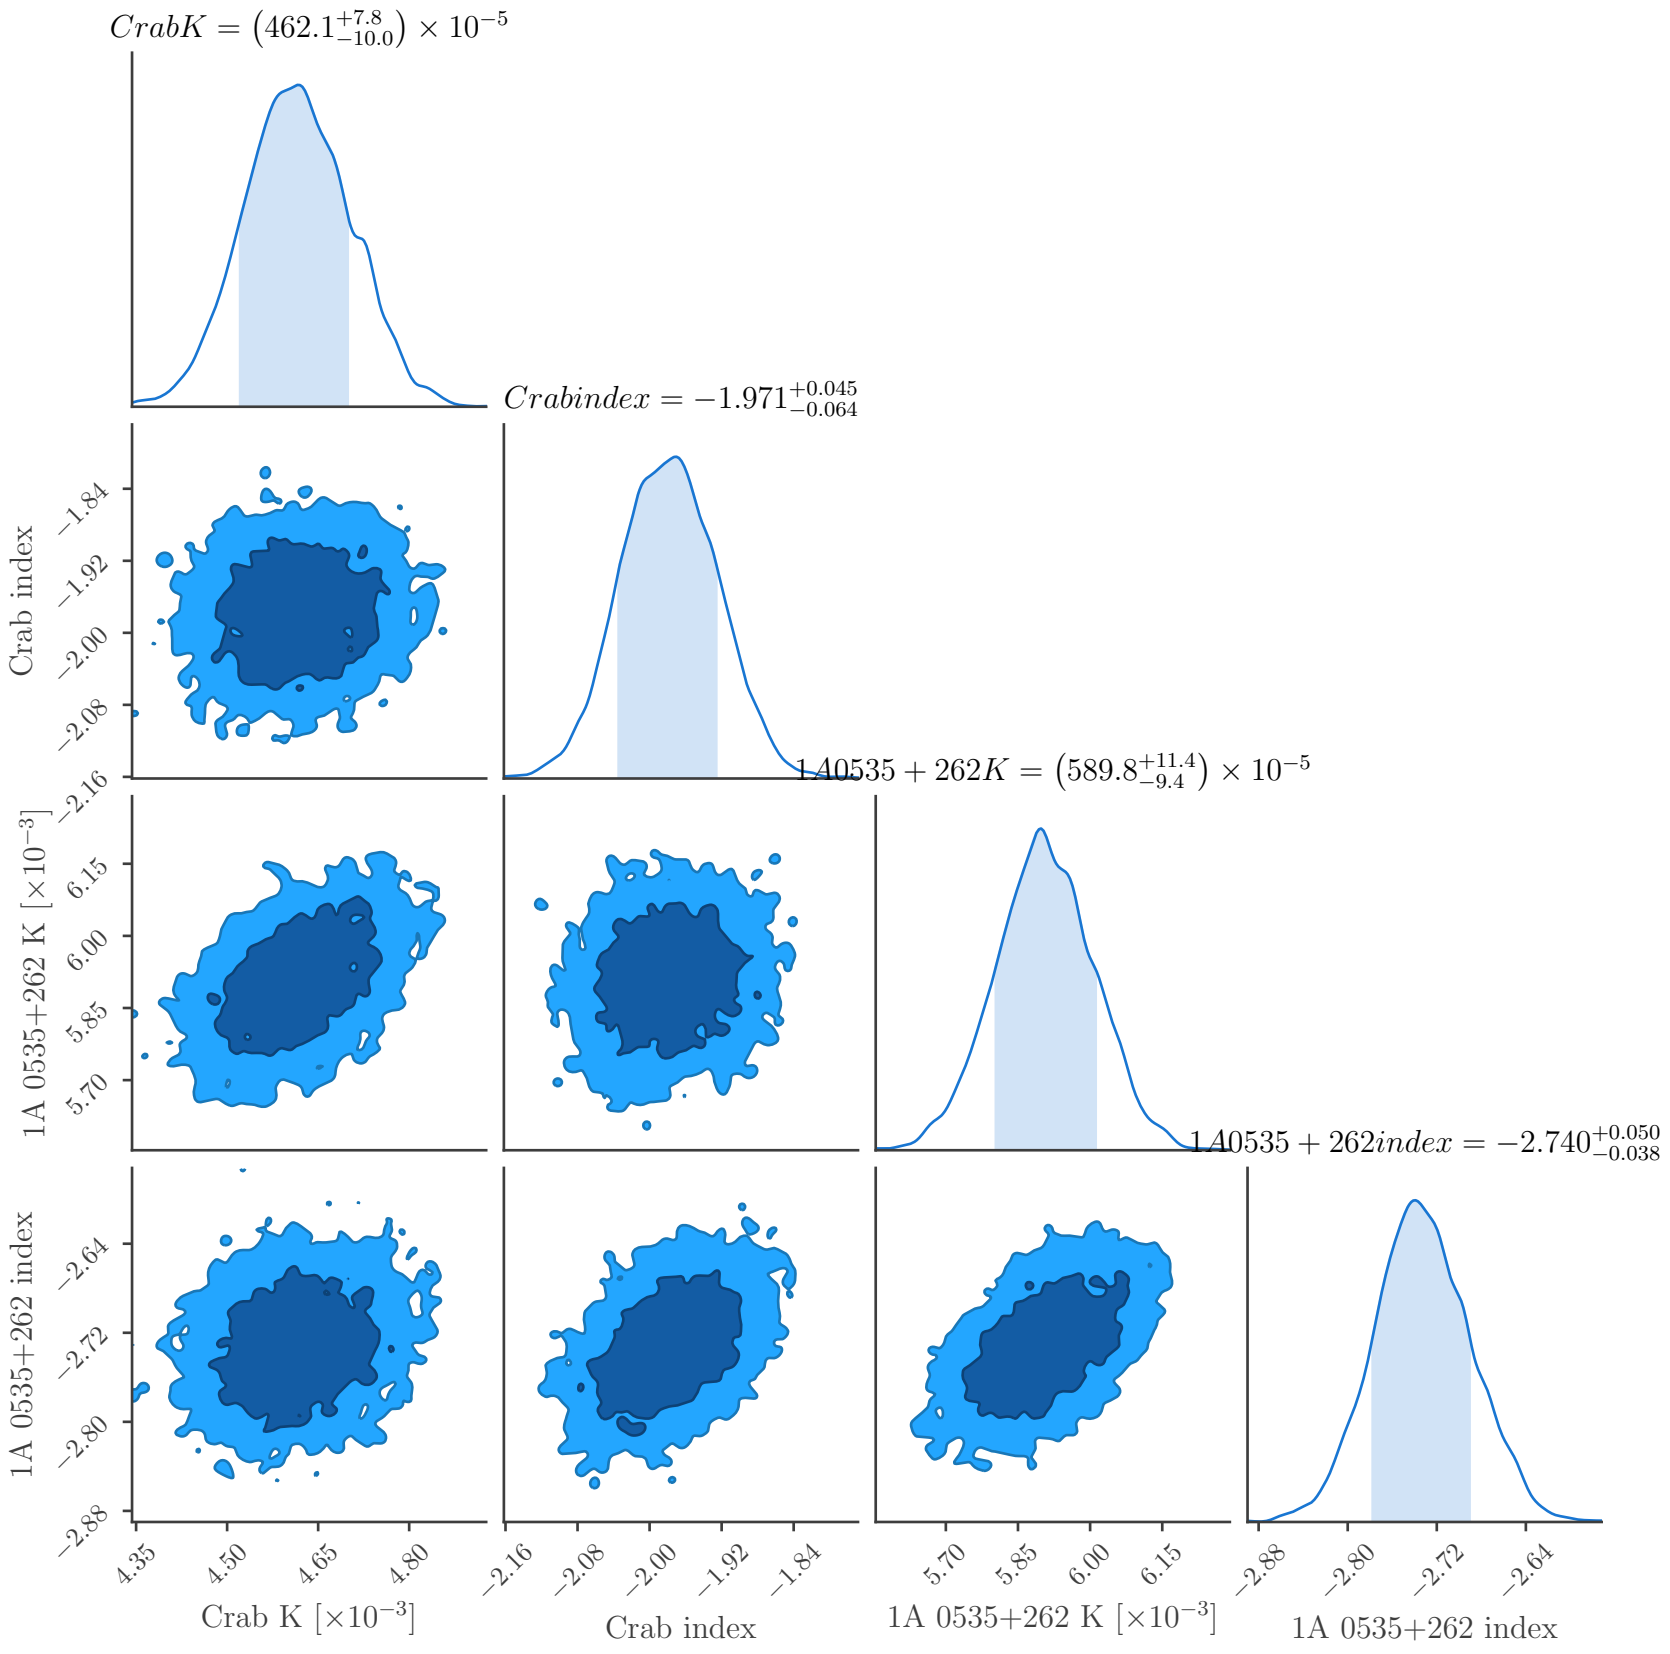 CrabK = (462.1^{+7.8}_{-10.0}) × 10^{-5}
Crabindex = −1.971^{+0.045}_{-0.064}
Crab index
−1.84
−1.92
−2.00
−2.08
−2.16
1A0535 + 262K = (589.8^{+11.4}_{-9.4}) × 10^{-5}
1A 0535+262 K [×10^{−3}]
6.15
6.00
5.85
5.70
1A0535 + 262index = −2.740^{+0.050}_{-0.038}
1A 0535+262 index
−2.64
−2.72
−2.80
−2.88
4.35 4.50 4.65 4.80
−2.16 −2.08 −2.00 −1.92 −1.84
5.70 5.85 6.00 6.15
−2.88 −2.80 −2.72 −2.64
Crab K [×10^{−3}]
Crab index
1A 0535+262 K [×10^{−3}]
1A 0535+262 index